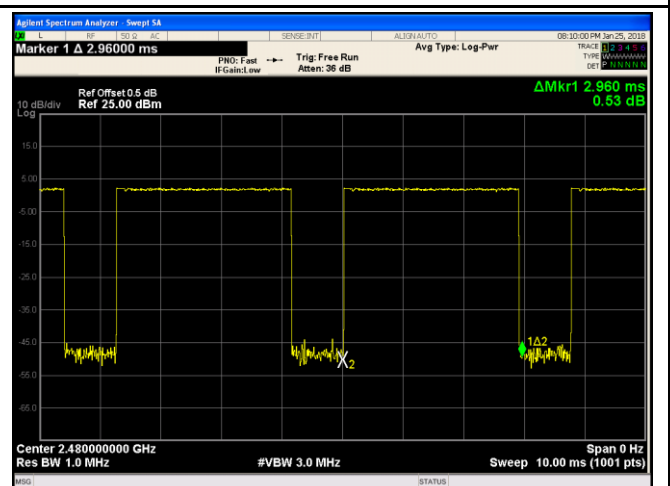 Agilent Spectrum Analyzer - Swept SA
L RF 50 Ω AC SENSE:INT ALIGN AUTO 08:10:00 PM Jan 25, 2018
Marker 1 Δ 2.96000 ms
PNO: Fast Trig: Free Run Avg Type: Log-Pwr TRACE 1 2 3 4 5 6
IFGain:Low Atten: 36 dB TYPE W
DET P N N N N N
Ref Offset 0.5 dB ΔMkr1 2.960 ms
10 dB/div Ref 25.00 dBm 0.53 dB
Log
15.0
5.00
-5.00
-15.0
-25.0
-35.0
-45.0
1Δ2
X2
-55.0
-65.0
Center 2.480000000 GHz Span 0 Hz
Res BW 1.0 MHz #VBW 3.0 MHz Sweep 10.00 ms (1001 pts)
MSG STATUS